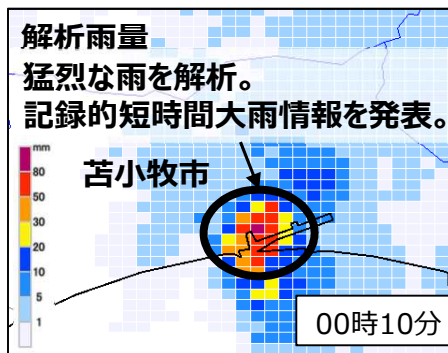 解析雨量
猛烈な雨を解析。
記録的短時間大雨情報を発表。
mm
80
50
30
20
10
5
1
苫小牧市
00時10分